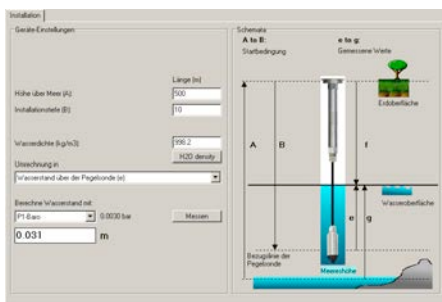 Installation
Geräte-Einstellungen
Länge [m]
Höhe über Meer (A):
500
Installationstiefe (B):
10
Wasserdichte (kg/m3):
998.2
H2O density
Umrechnung in
Wasserstand über der Pegelsonde (e)
Berechne Wasserstand mit:
P1-Baro
0.0030 bar
Messen
0.031 m
Schemata
A to B:
e to g:
Startbedingung
Gemessene Werte
Erdoberfläche
A
B
f
Wasseroberfläche
e
g
Bezugslinie der
Pegelsonde
Meereshöhe